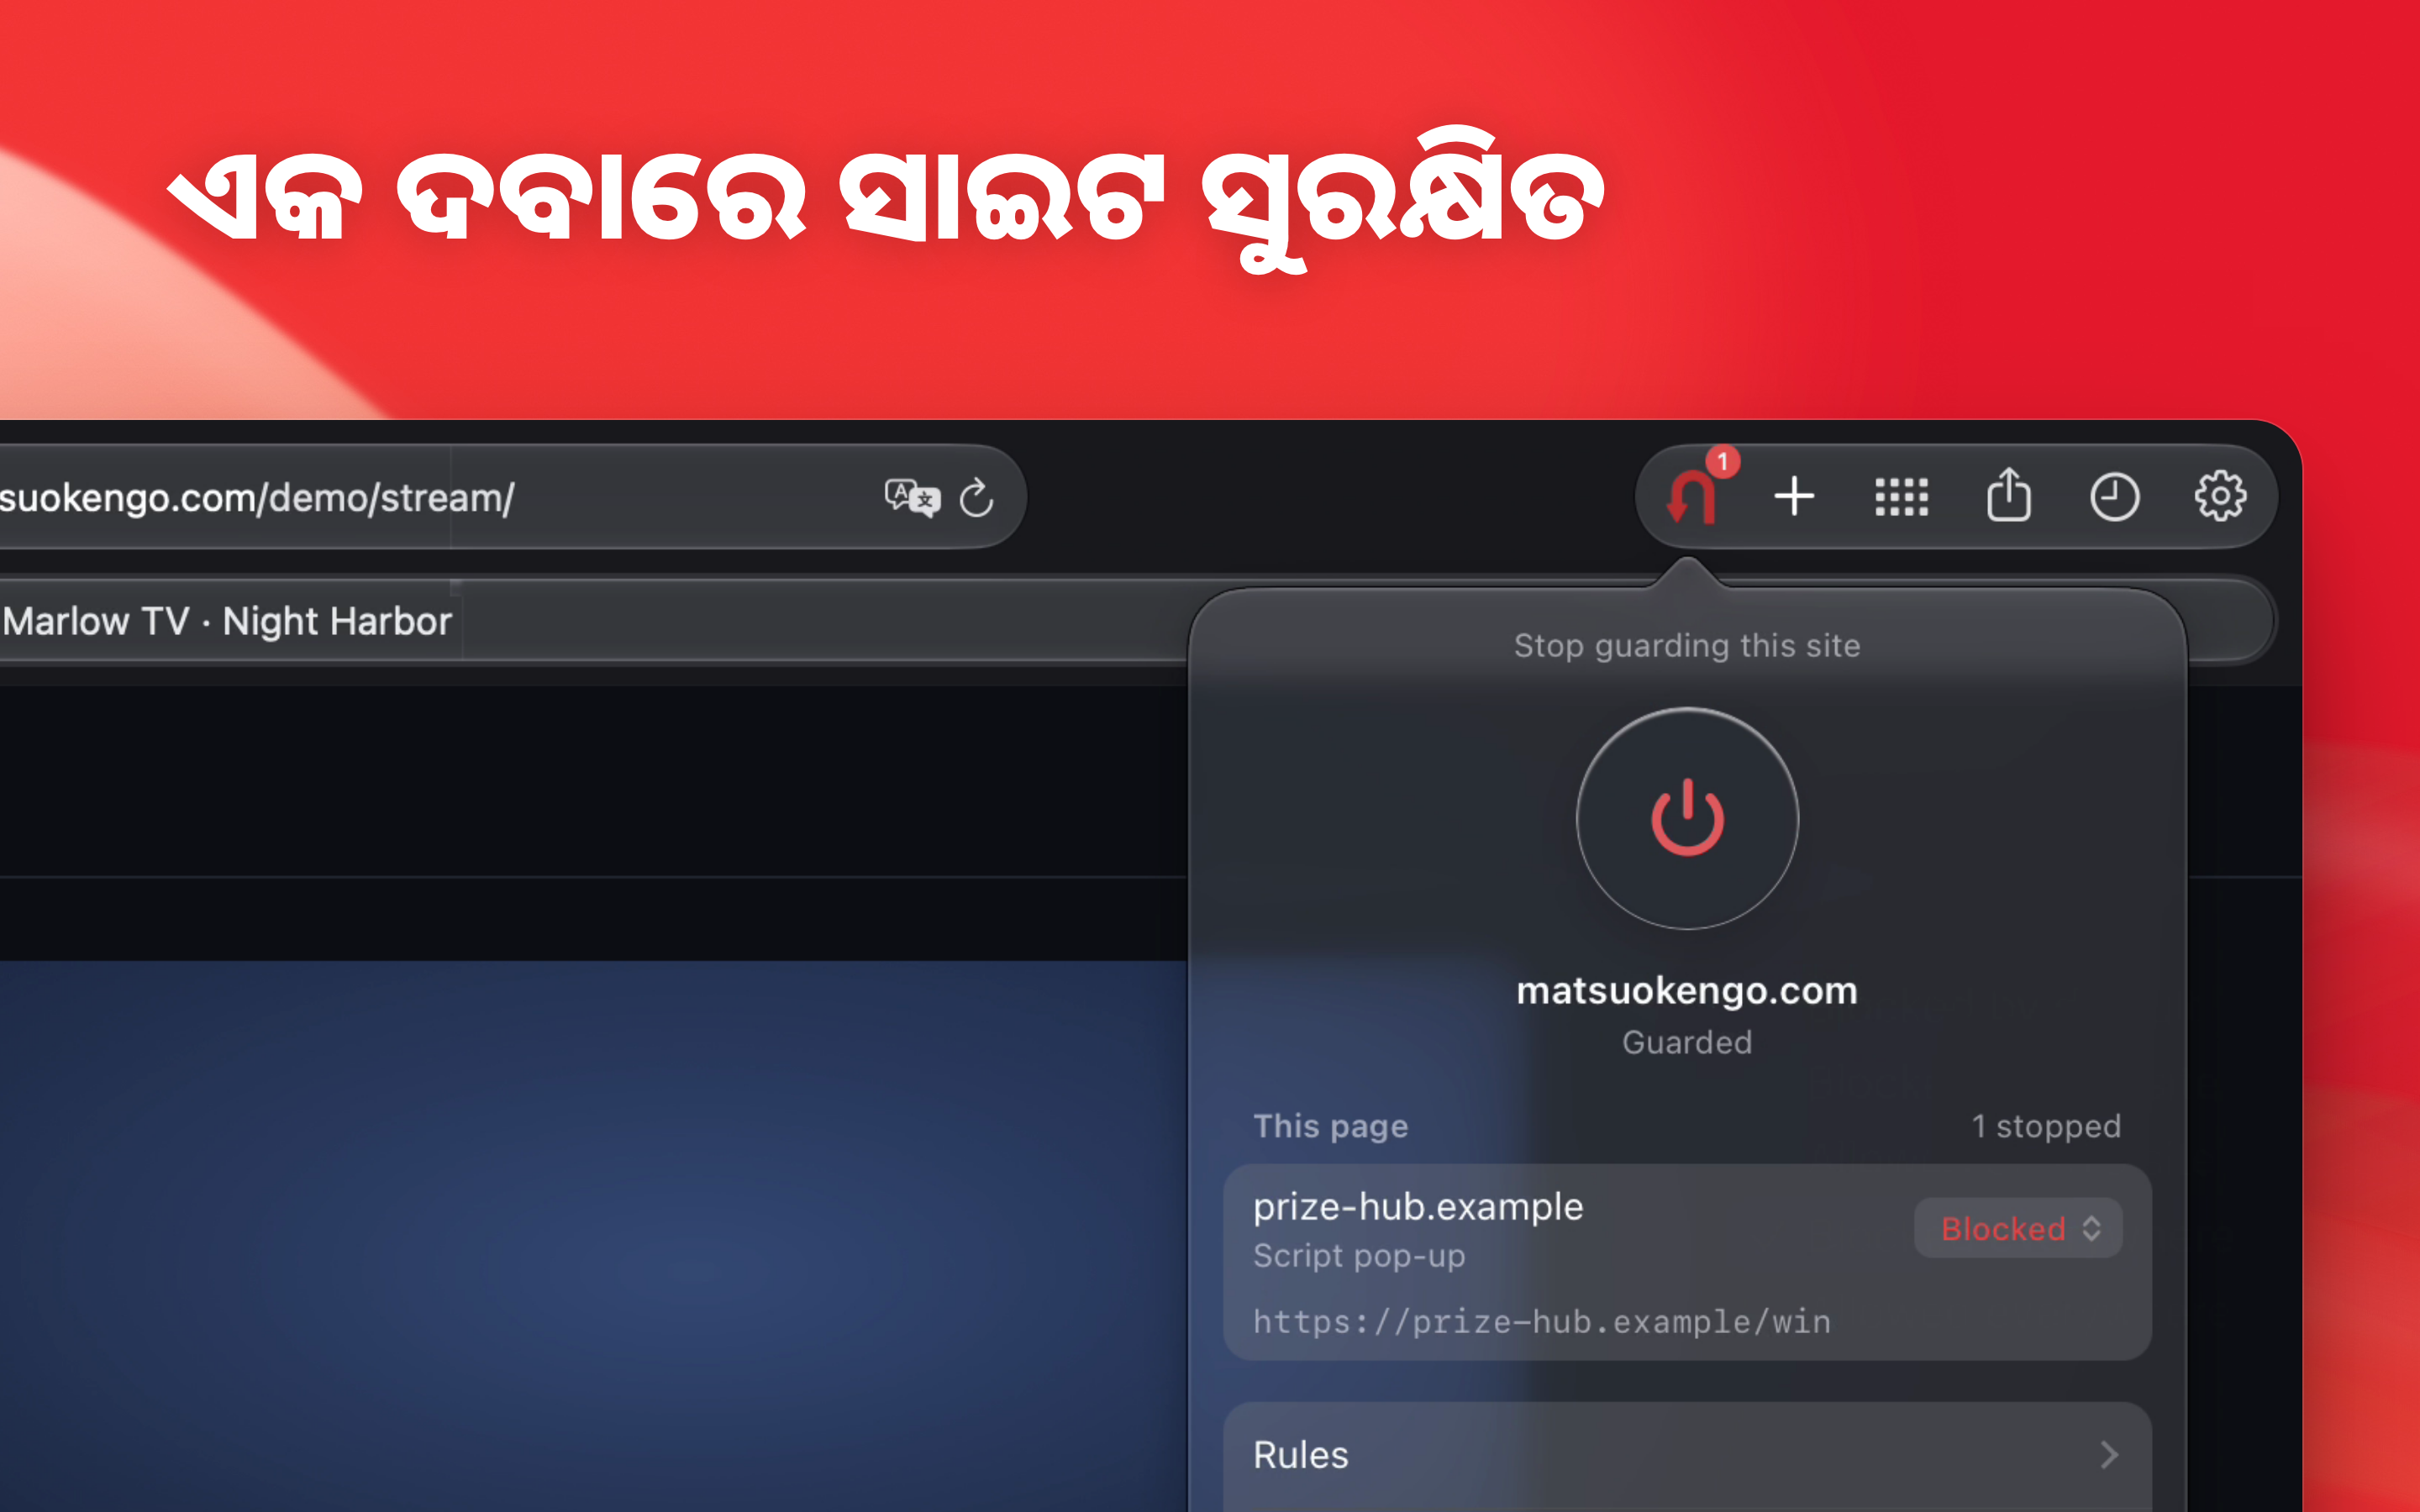 ଏକ ଦବାରେ ସାଇଟ ସୁରକ୍ଷିତ
suokengo.com/demo/stream/
1
Marlow TV · Night Harbor
Stop guarding this site
matsuokengo.com
Guarded
This page
1 stopped
prize-hub.example
Blocked
Script pop-up
https://prize-hub.example/win
Rules